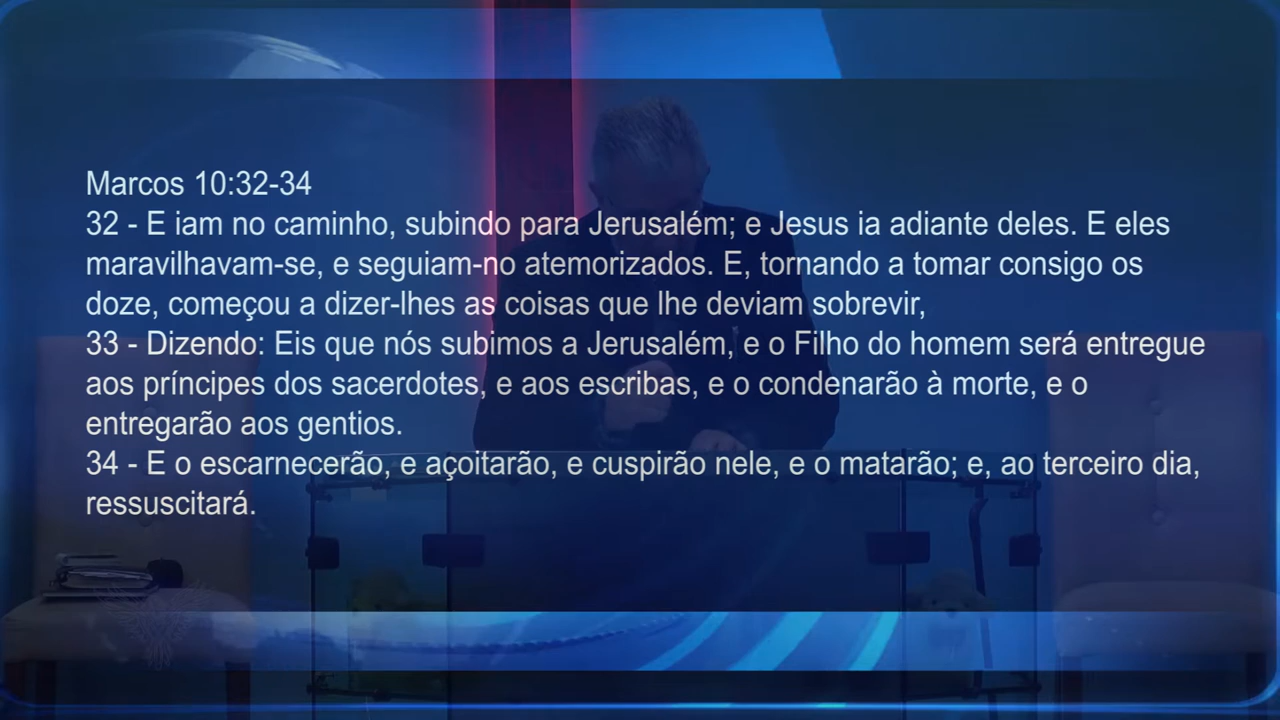 Marcos 10:32-34
32 - E iam no caminho, subindo para Jerusalém; e Jesus ia adiante deles. E eles
maravilhavam-se, e seguiam-no atemorizados. E, tornando a tomar consigo os
doze, começou a dizer-lhes as coisas que lhe deviam sobrevir,
33 - Dizendo: Eis que nós subimos a Jerusalém, e o Filho do homem será entregue
aos príncipes dos sacerdotes, e aos escribas, e o condenarão à morte, e o
entregarão aos gentios.
34 - E o escarnecerão, e açoitarão, e cuspirão nele, e o matarão; e, ao terceiro dia,
ressuscitará.